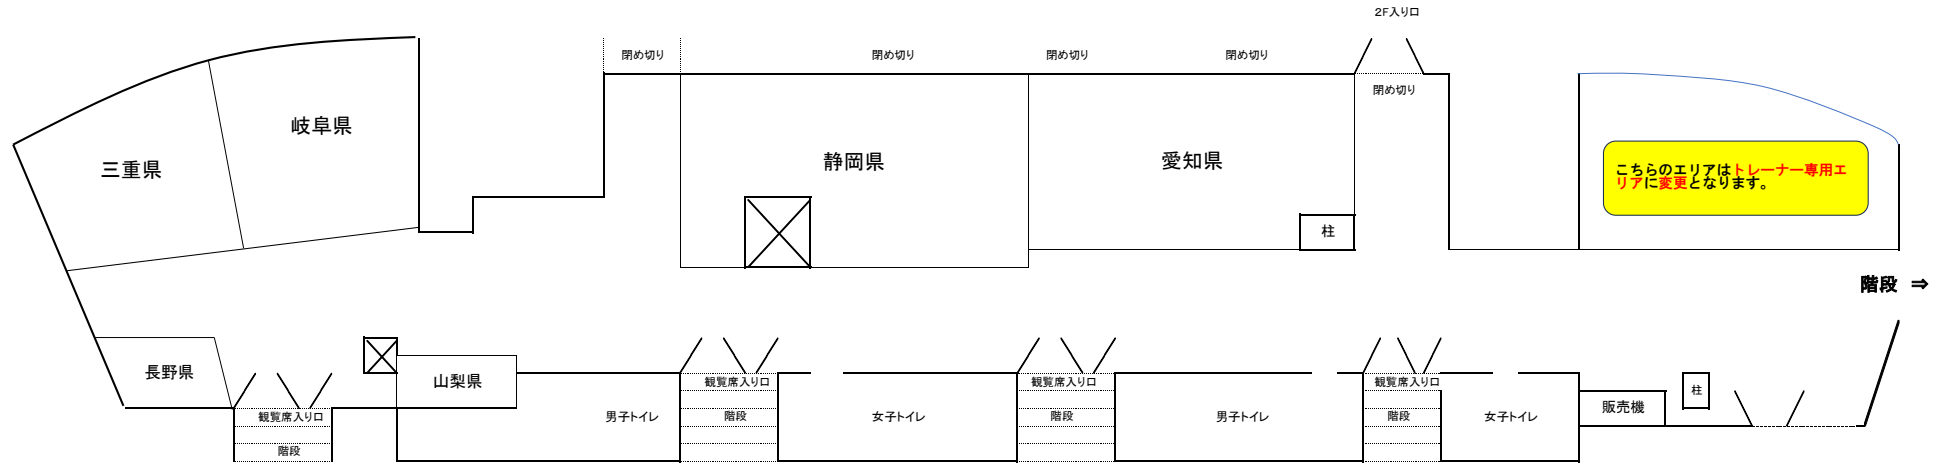 ２F入り口
閉め切り
閉め切り
閉め切り
閉め切り
閉め切り
岐阜県
三重県
静岡県
愛知県
こちらのエリアはトレーナー専用エ
リアに変更となります。
柱
階段 ⇒
長野県
山梨県
観覧席入り口
観覧席入り口
観覧席入り口
柱
販売機
観覧席入り口
男子トイレ
階段
女子トイレ
階段
男子トイレ
階段
女子トイレ
階段